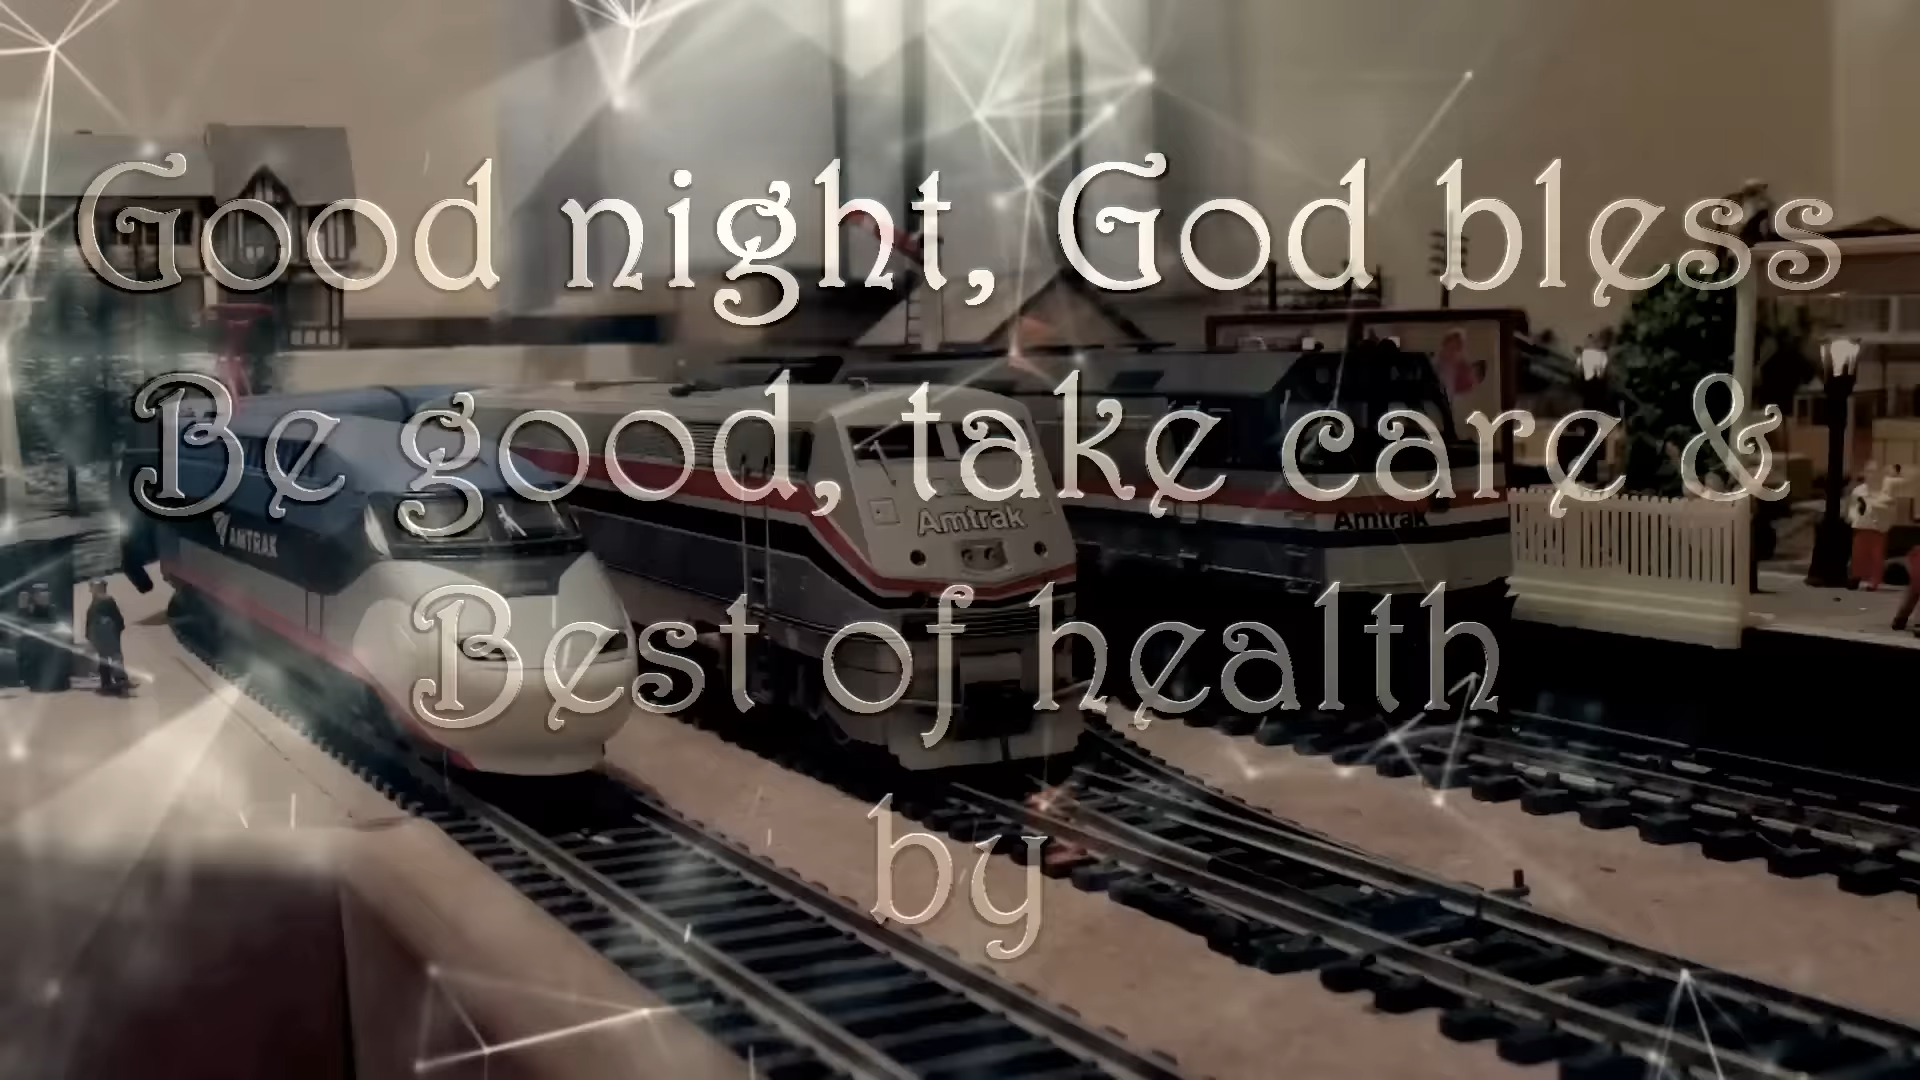 Good night, God bless
Be good, take care &
Best of health
by
AMTRAK
Amtrak
Amtrak